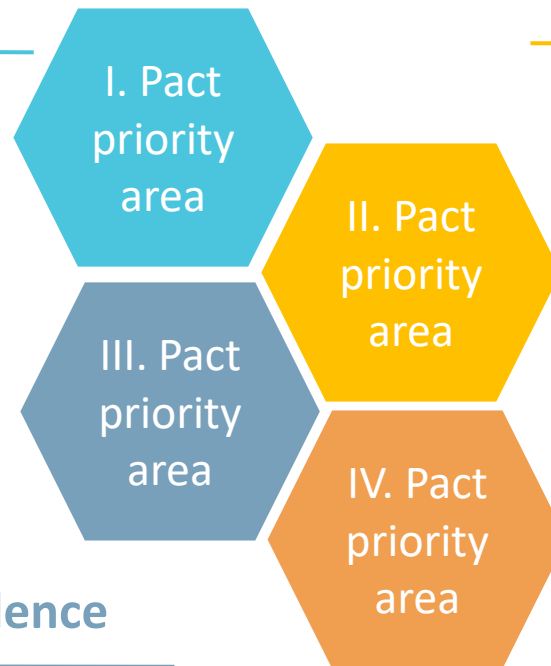 I. Pact
priority
area
II. Pact
priority
area
III. Pact
priority
area
IV. Pact
priority
area
lence